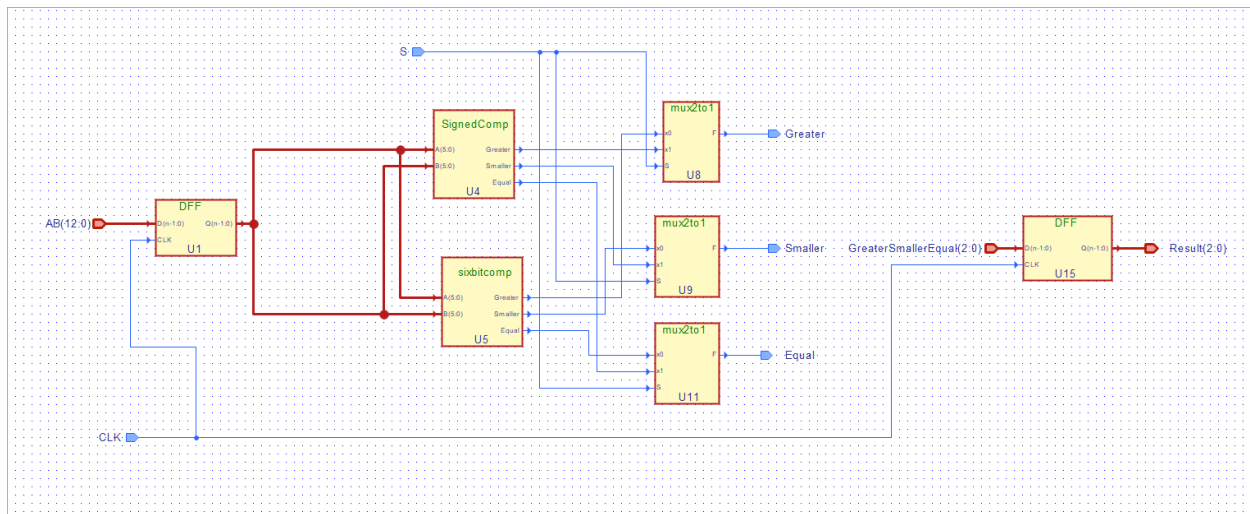 S
SignedComp
A(5:0)
B(5:0)
Greater
Smaller
Equal
U4
mux2to1
x0
x1
S
F
U8
Greater
DFF
AB(12:0)
D(n-1:0)
Q(n-1:0)
CLK
U1
mux2to1
x0
x1
S
F
U9
Smaller
DFF
GreaterSmallerEqual(2:0)
D(n-1:0)
Q(n-1:0)
CLK
U15
Result(2:0)
sixbitcomp
A(5:0)
B(5:0)
Greater
Smaller
Equal
U5
mux2to1
x0
x1
S
F
U11
Equal
CLK